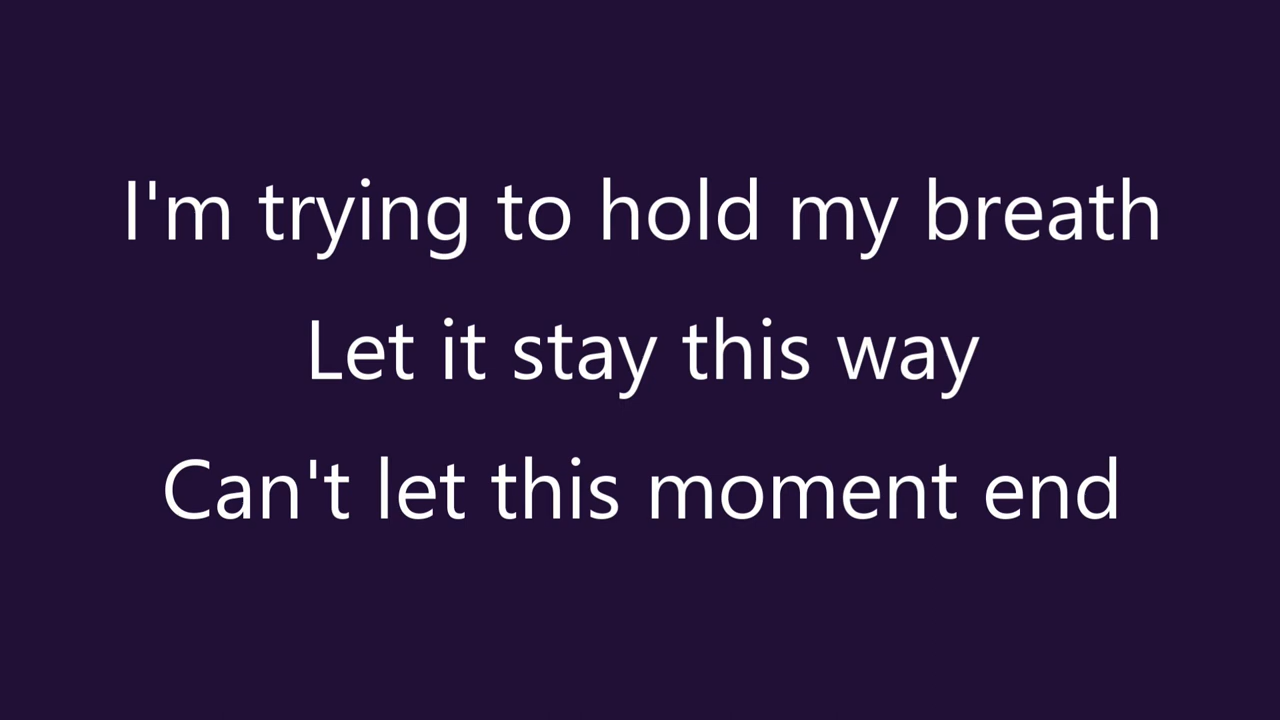 I'm trying to hold my breath
Let it stay this way
Can't let this moment end